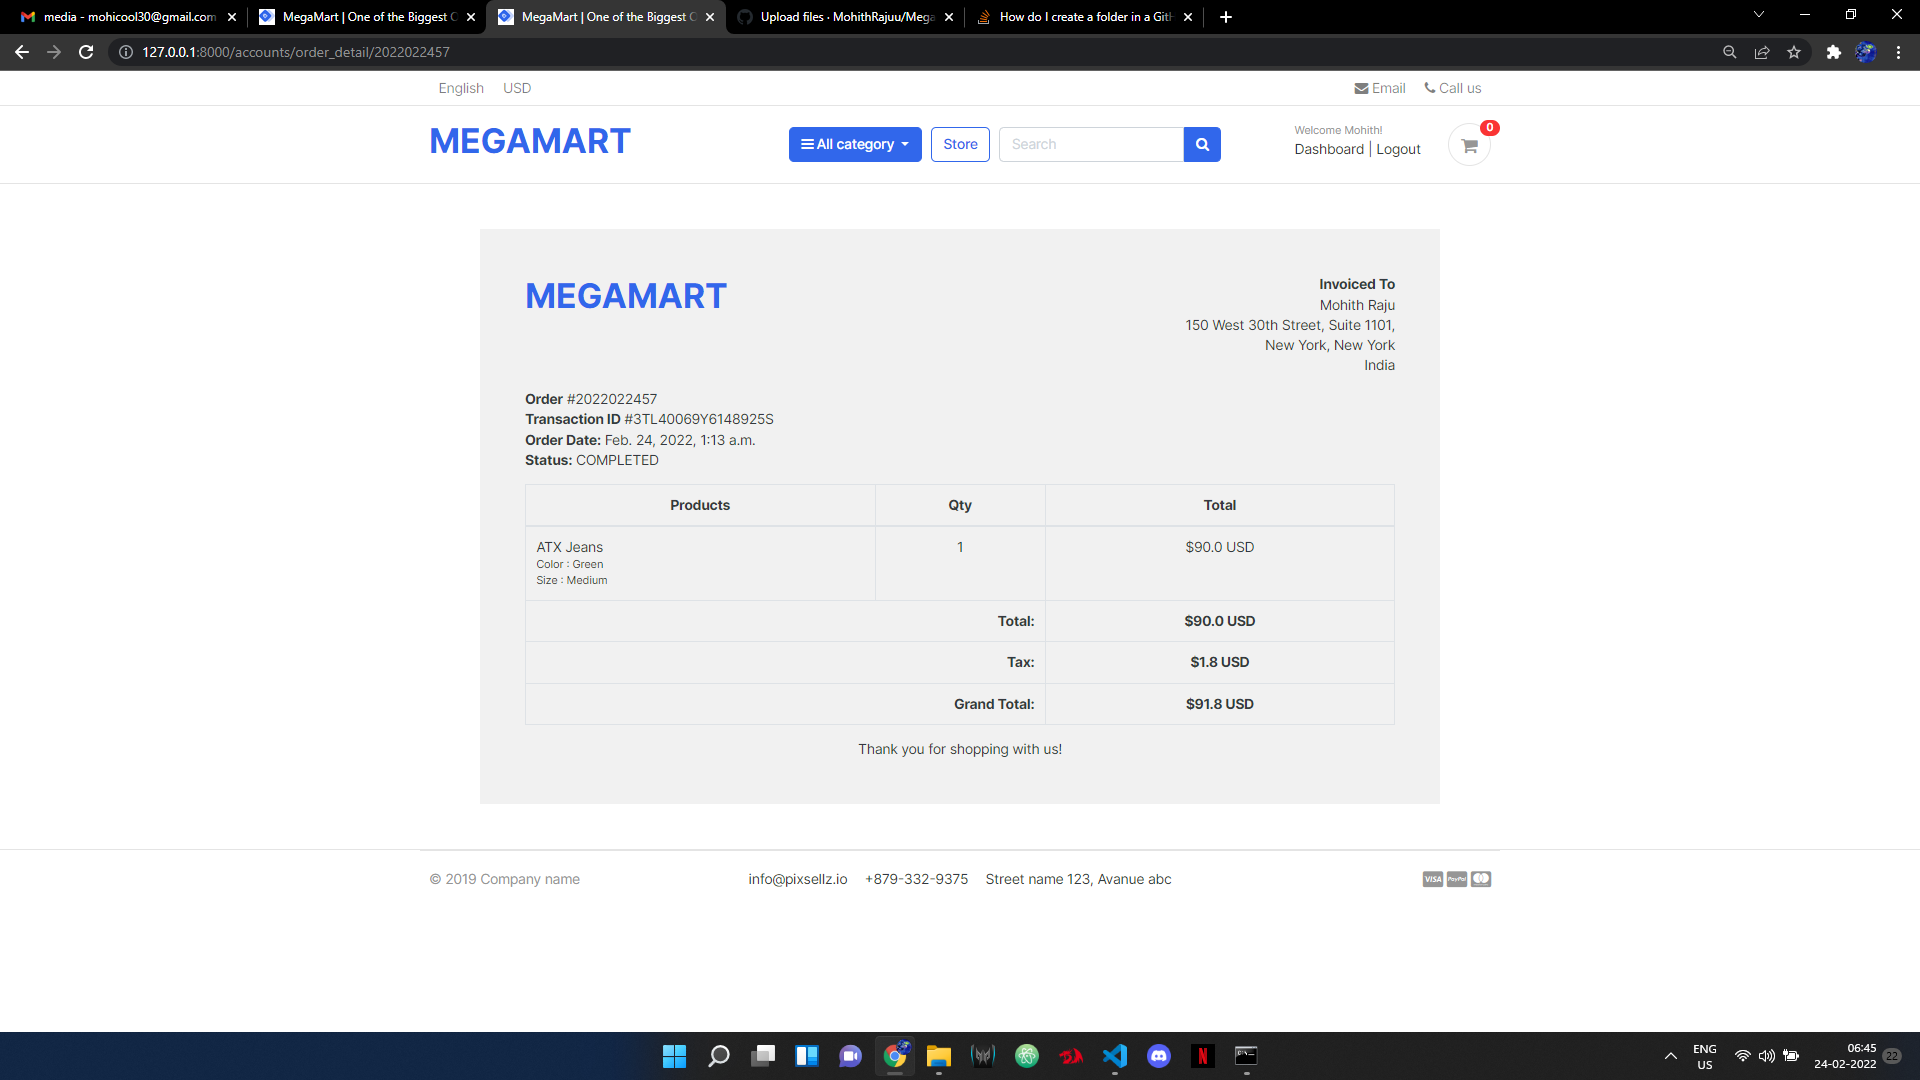 media - mohicool30@gmail.com
MegaMart | One of the Biggest O
MegaMart | One of the Biggest O
Upload files · MohithRajuu/Mega
How do I create a folder in a Git
127.0.0.1:8000/accounts/order_detail/2022022457
English USD
Email Call us
MEGAMART
All category
Store
Search
Welcome Mohith!
Dashboard | Logout
0
MEGAMART
Invoiced To
Mohith Raju
150 West 30th Street, Suite 1101,
New York, New York
India
Order #2022022457
Transaction ID #3TL40069Y6148925S
Order Date: Feb. 24, 2022, 1:13 a.m.
Status: COMPLETED
Products Qty Total
ATX Jeans 1 $90.0 USD
Color : Green
Size : Medium
Total: $90.0 USD
Tax: $1.8 USD
Grand Total: $91.8 USD
Thank you for shopping with us!
© 2019 Company name
info@pixsellz.io +879-332-9375 Street name 123, Avanue abc
VISA PayPal
ENG
US
06:45
24-02-2022
22